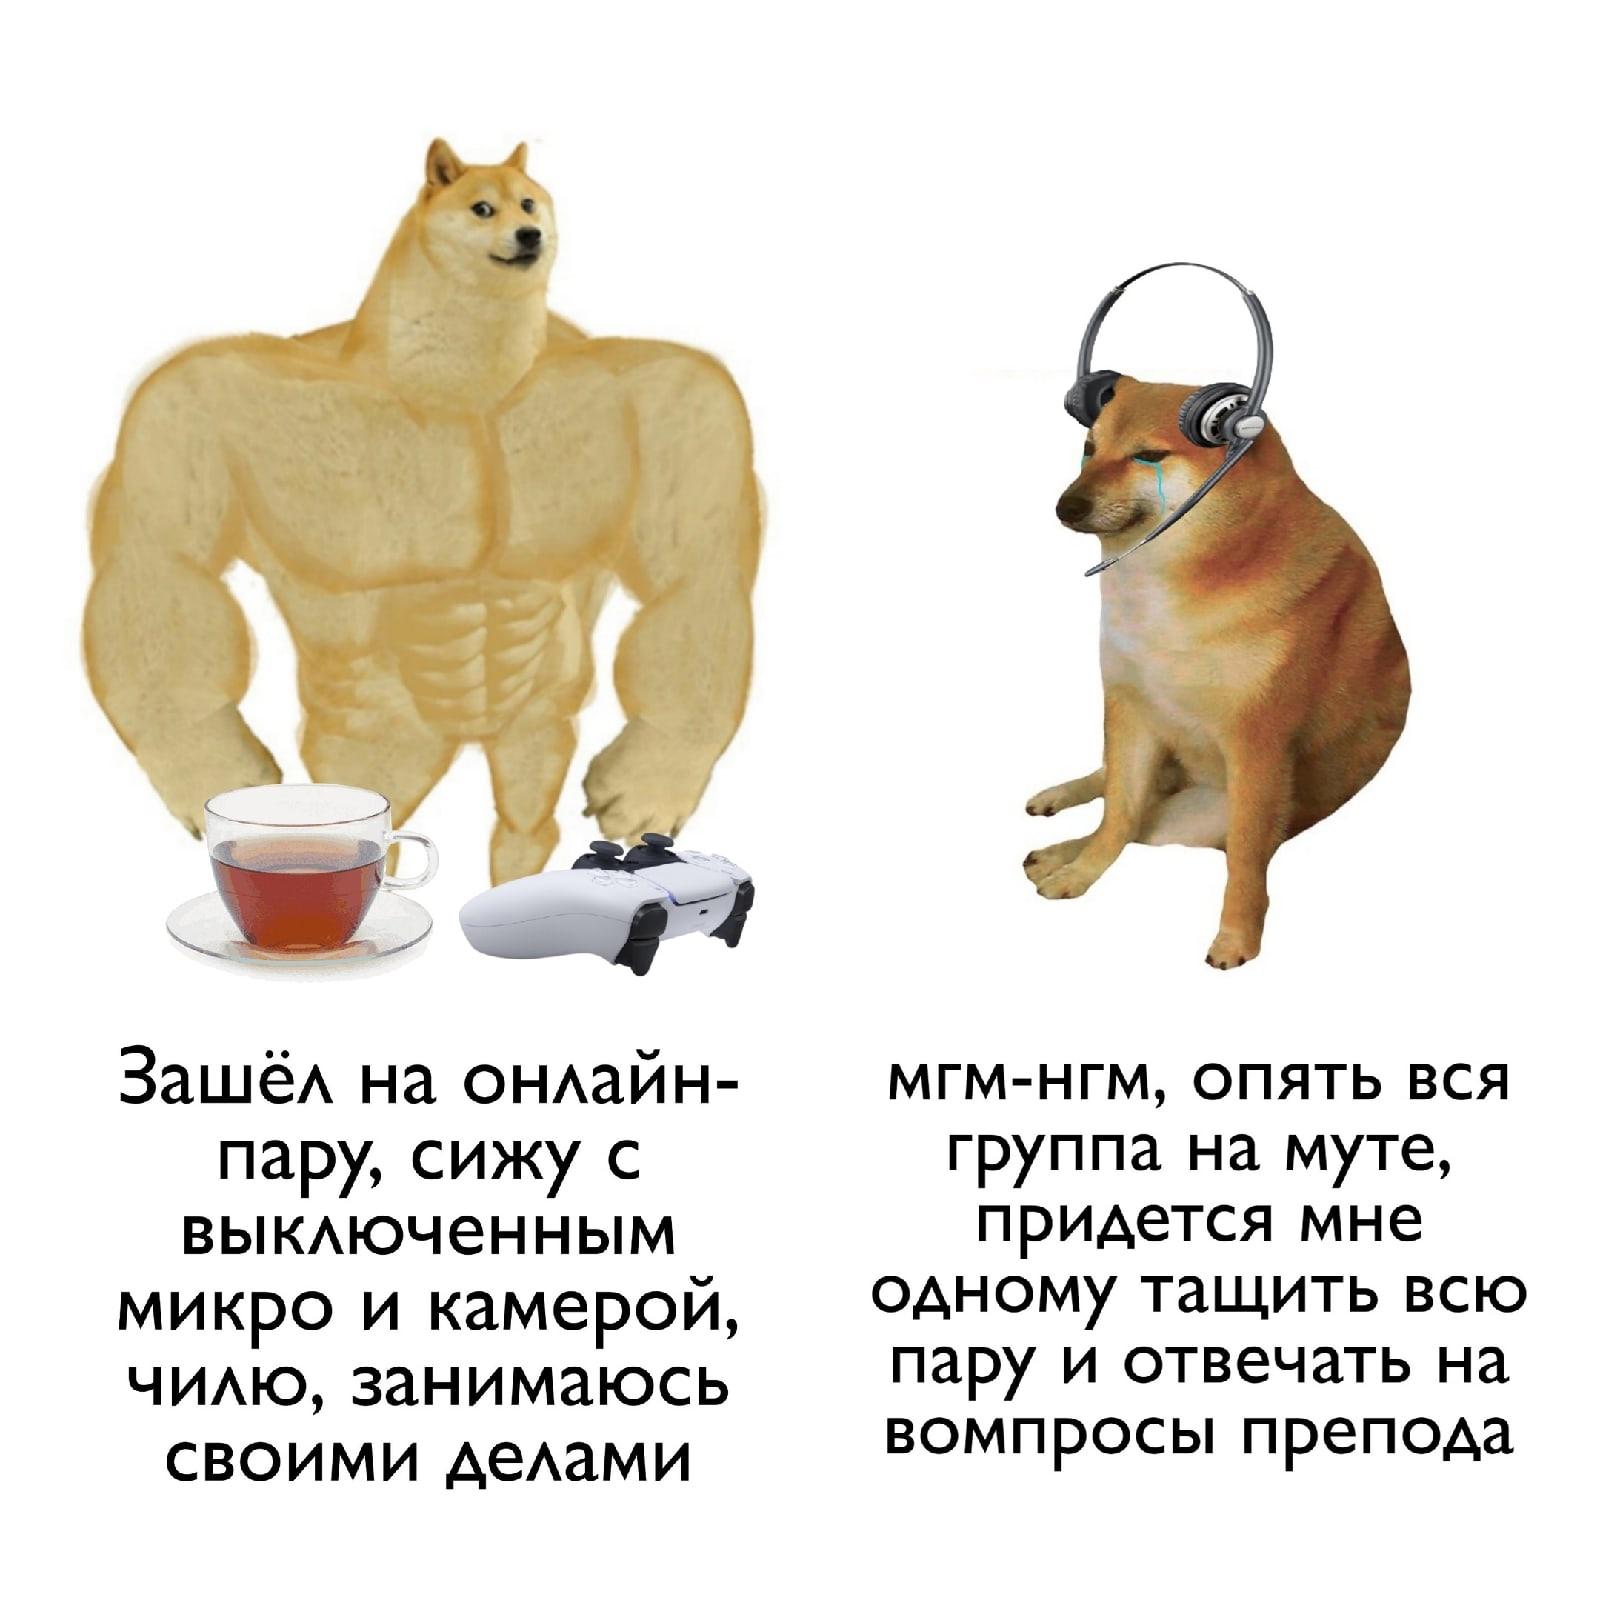 Зашёл на онлайн-
пару, сижу с
выключенным
микро и камерой,
чилю, занимаюсь
своими делами
мгм-нгм, опять вся
группа на муте,
придется мне
одному тащить всю
пару и отвечать на
вомпросы препода